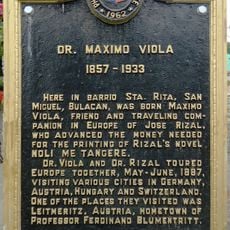 1962
DR. MAXIMO VIOLA
1857-1933
HERE IN BARRIO STA. RITA, SAN
MIGUEL, BULACAN, WAS BORN MAXIMO
VIOLA, FRIEND AND TRAVELING COM-
PANION IN EUROPE OF JOSE RIZAL,
WHO ADVANCED THE MONEY NEEDED
FOR THE PRINTING OF RIZAL'S NOVEL
NOLI ME TANGERE.
DR. VIOLA AND DR. RIZAL TOURED
EUROPE TOGETHER, MAY-JUNE, 1887,
VISITING VARIOUS CITIES IN GEMANY,
AUSTRIA, HUNGARY AND SWITZERLAND.
ONE OF THE PLACES THEY VISITED WAS
LEITMERITZ, AUSTRIA, HOMETOWN OF
PROFESSOR FERDINAND BLUMENTRITT.